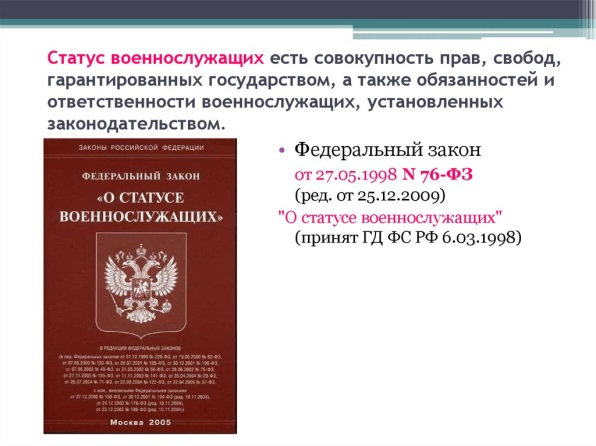 Статус военнослужащих есть совокупность прав, свобод,
гарантированных государством, а также обязанностей и
ответственности военнослужащих, установленных
законодательством.
ЗАКОНЫ РОССИЙСКОЙ ФЕДЕРАЦИИ
ФЕДЕРАЛЬНЫЙ ЗАКОН
«О СТАТУСЕ
ВОЕННОСЛУЖАЩИХ»
В РЕДАКЦИИ ФЕДЕРАЛЬНЫХ ЗАКОНОВ
Москва 2005
• Федеральный закон
от 27.05.1998 N 76-ФЗ
(ред. от 25.12.2009)
"О статусе военнослужащих"
(принят ГД ФС РФ 6.03.1998)